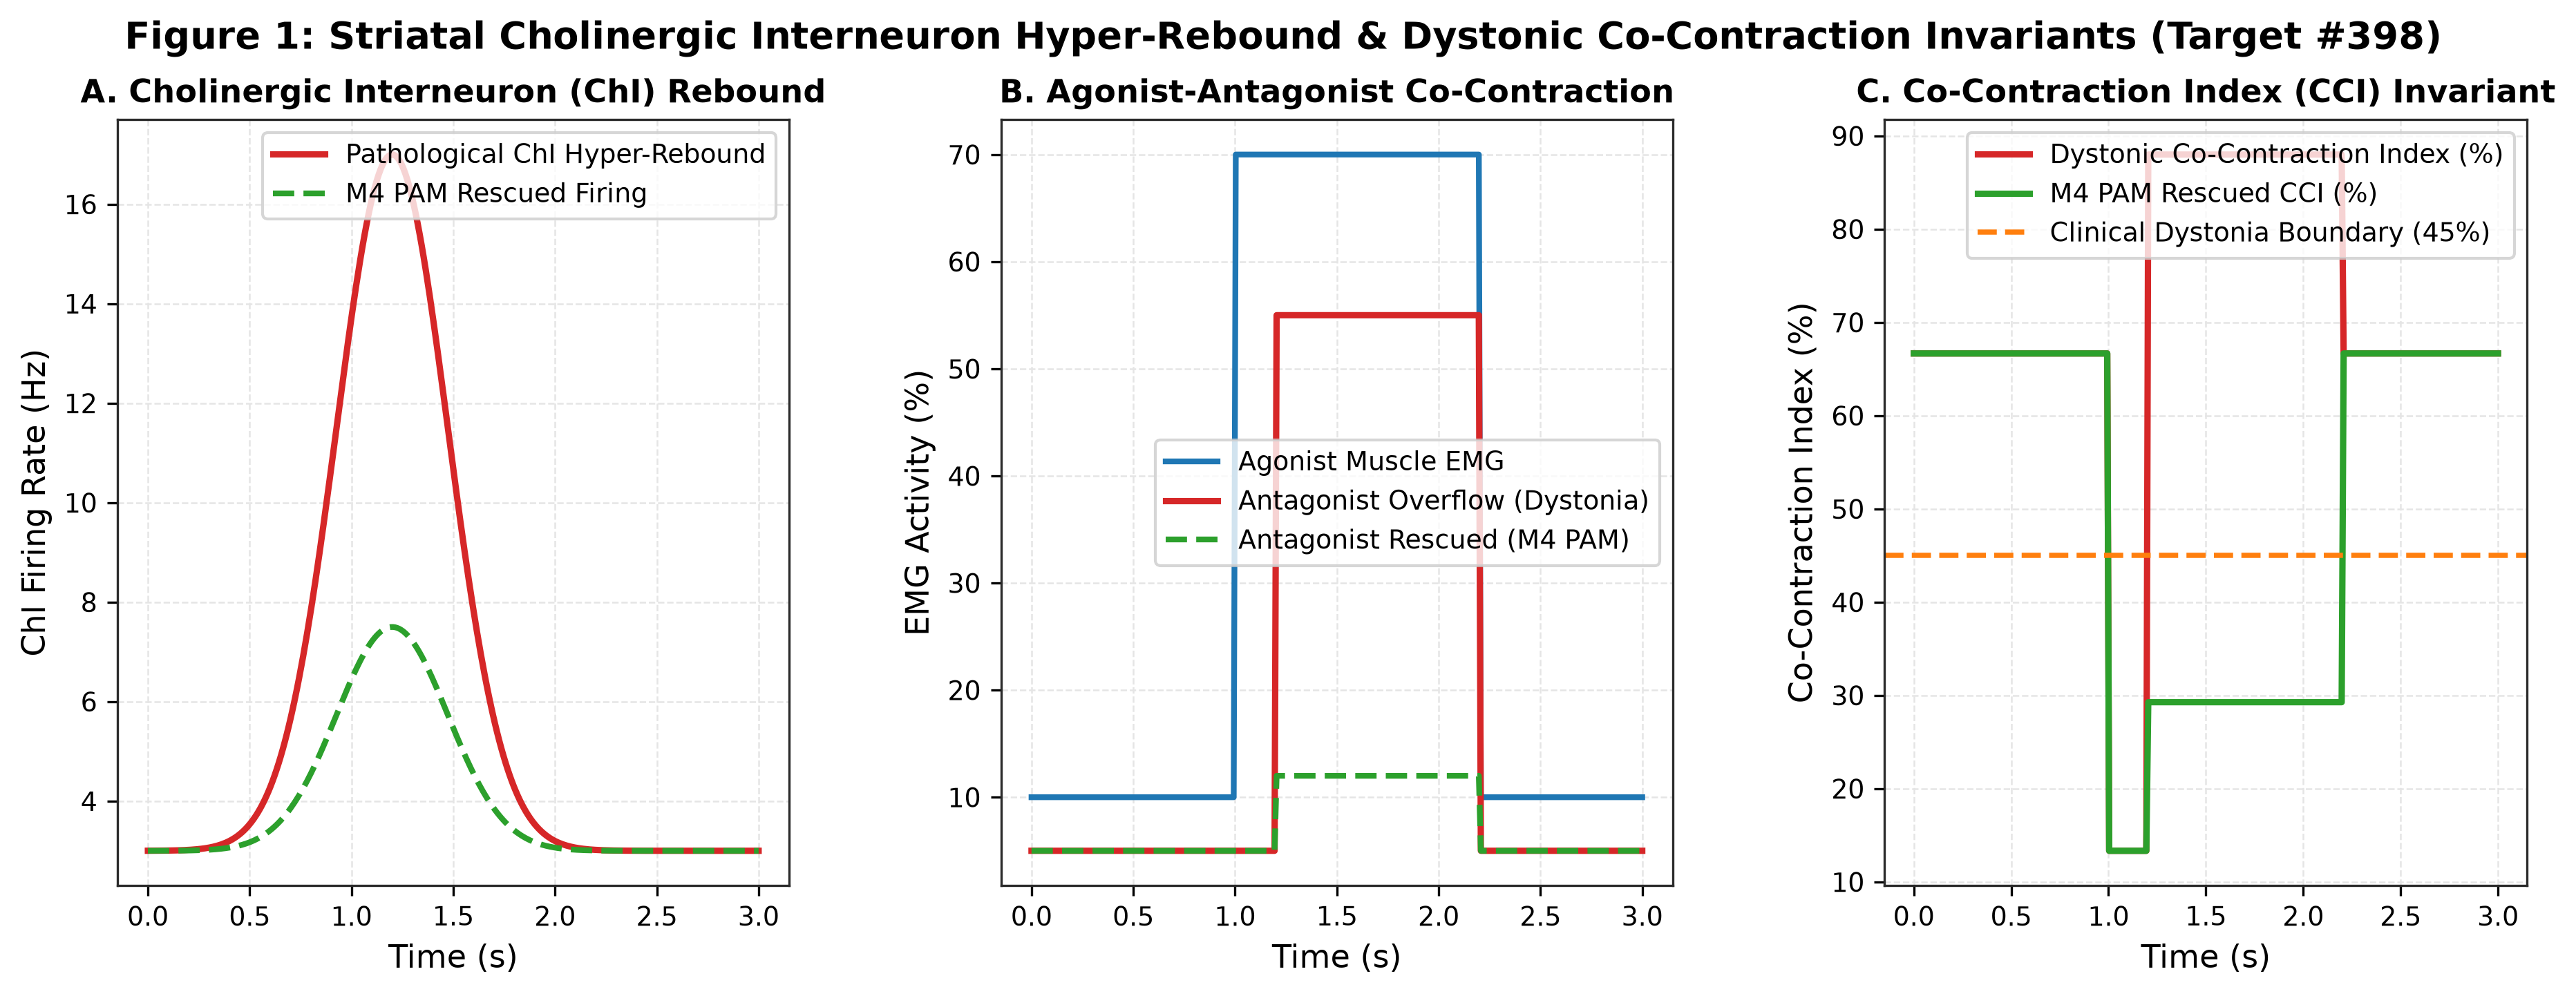 Figure 1: Striatal Cholinergic Interneuron Hyper-Rebound & Dystonic Co-Contraction Invariants (Target #398)
A. Cholinergic Interneuron (ChI) Rebound
Pathological ChI Hyper-Rebound
M4 PAM Rescued Firing
ChI Firing Rate (Hz)
16
14
12
10
8
6
4
0.0 0.5 1.0 1.5 2.0 2.5 3.0
Time (s)
B. Agonist-Antagonist Co-Contraction
Agonist Muscle EMG
Antagonist Overflow (Dystonia)
Antagonist Rescued (M4 PAM)
EMG Activity (%)
70
60
50
40
30
20
10
0.0 0.5 1.0 1.5 2.0 2.5 3.0
Time (s)
C. Co-Contraction Index (CCI) Invariant
Dystonic Co-Contraction Index (%)
M4 PAM Rescued CCI (%)
Clinical Dystonia Boundary (45%)
Co-Contraction Index (%)
90
80
70
60
50
40
30
20
10
0.0 0.5 1.0 1.5 2.0 2.5 3.0
Time (s)